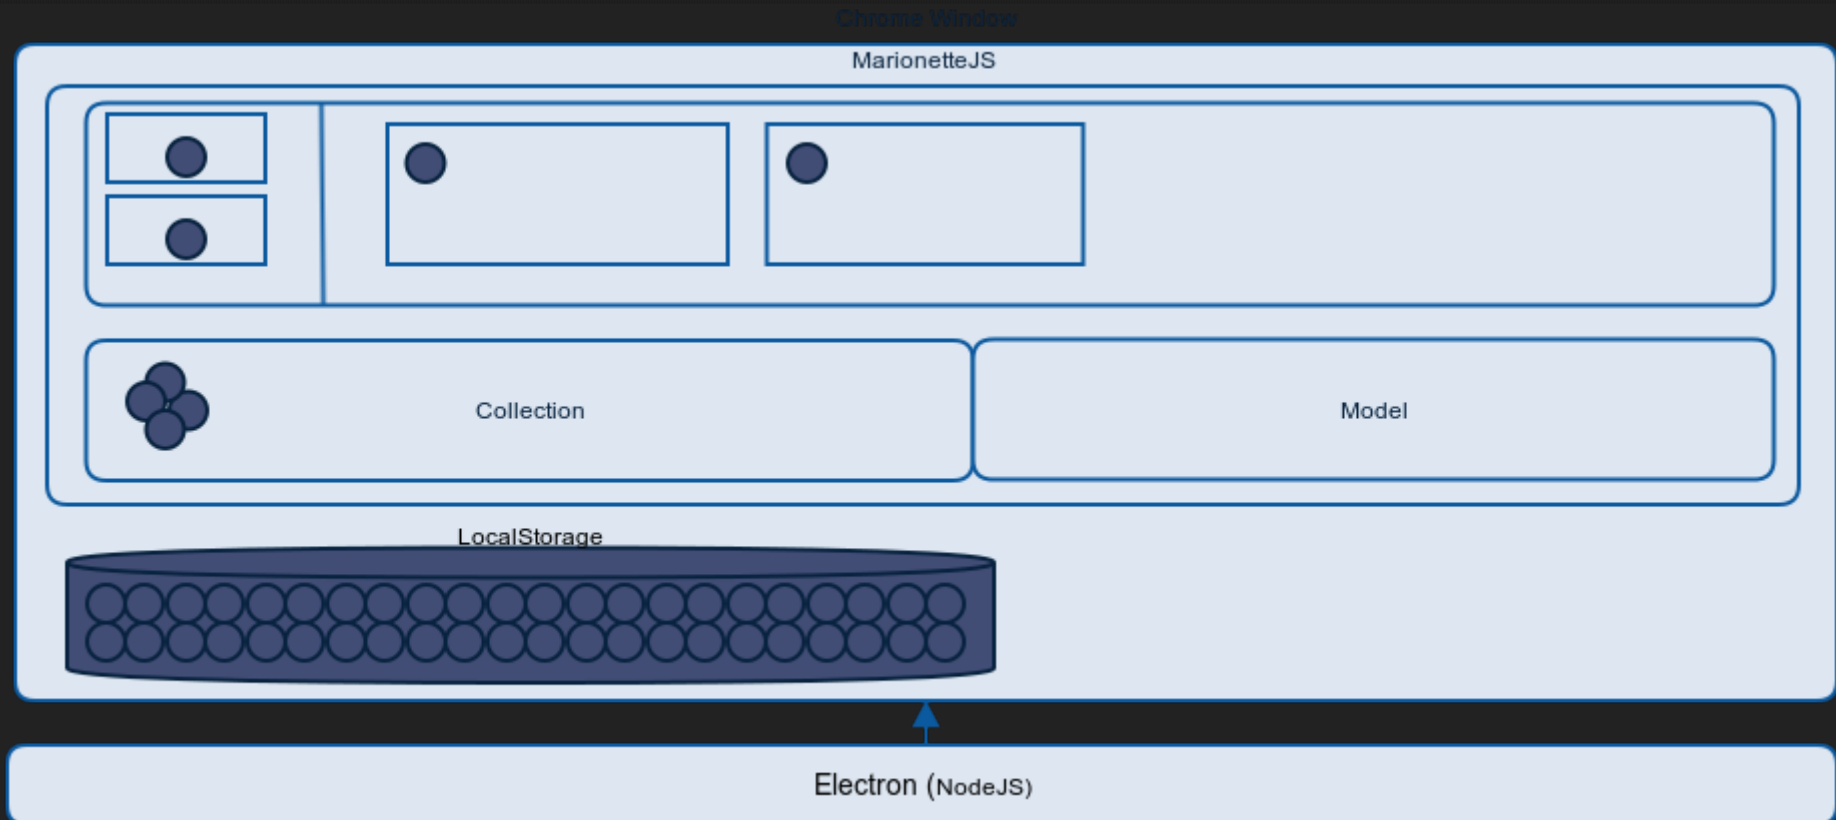 Chrome Window
MarionetteJS
Collection
Model
LocalStorage
Electron (NodeJS)